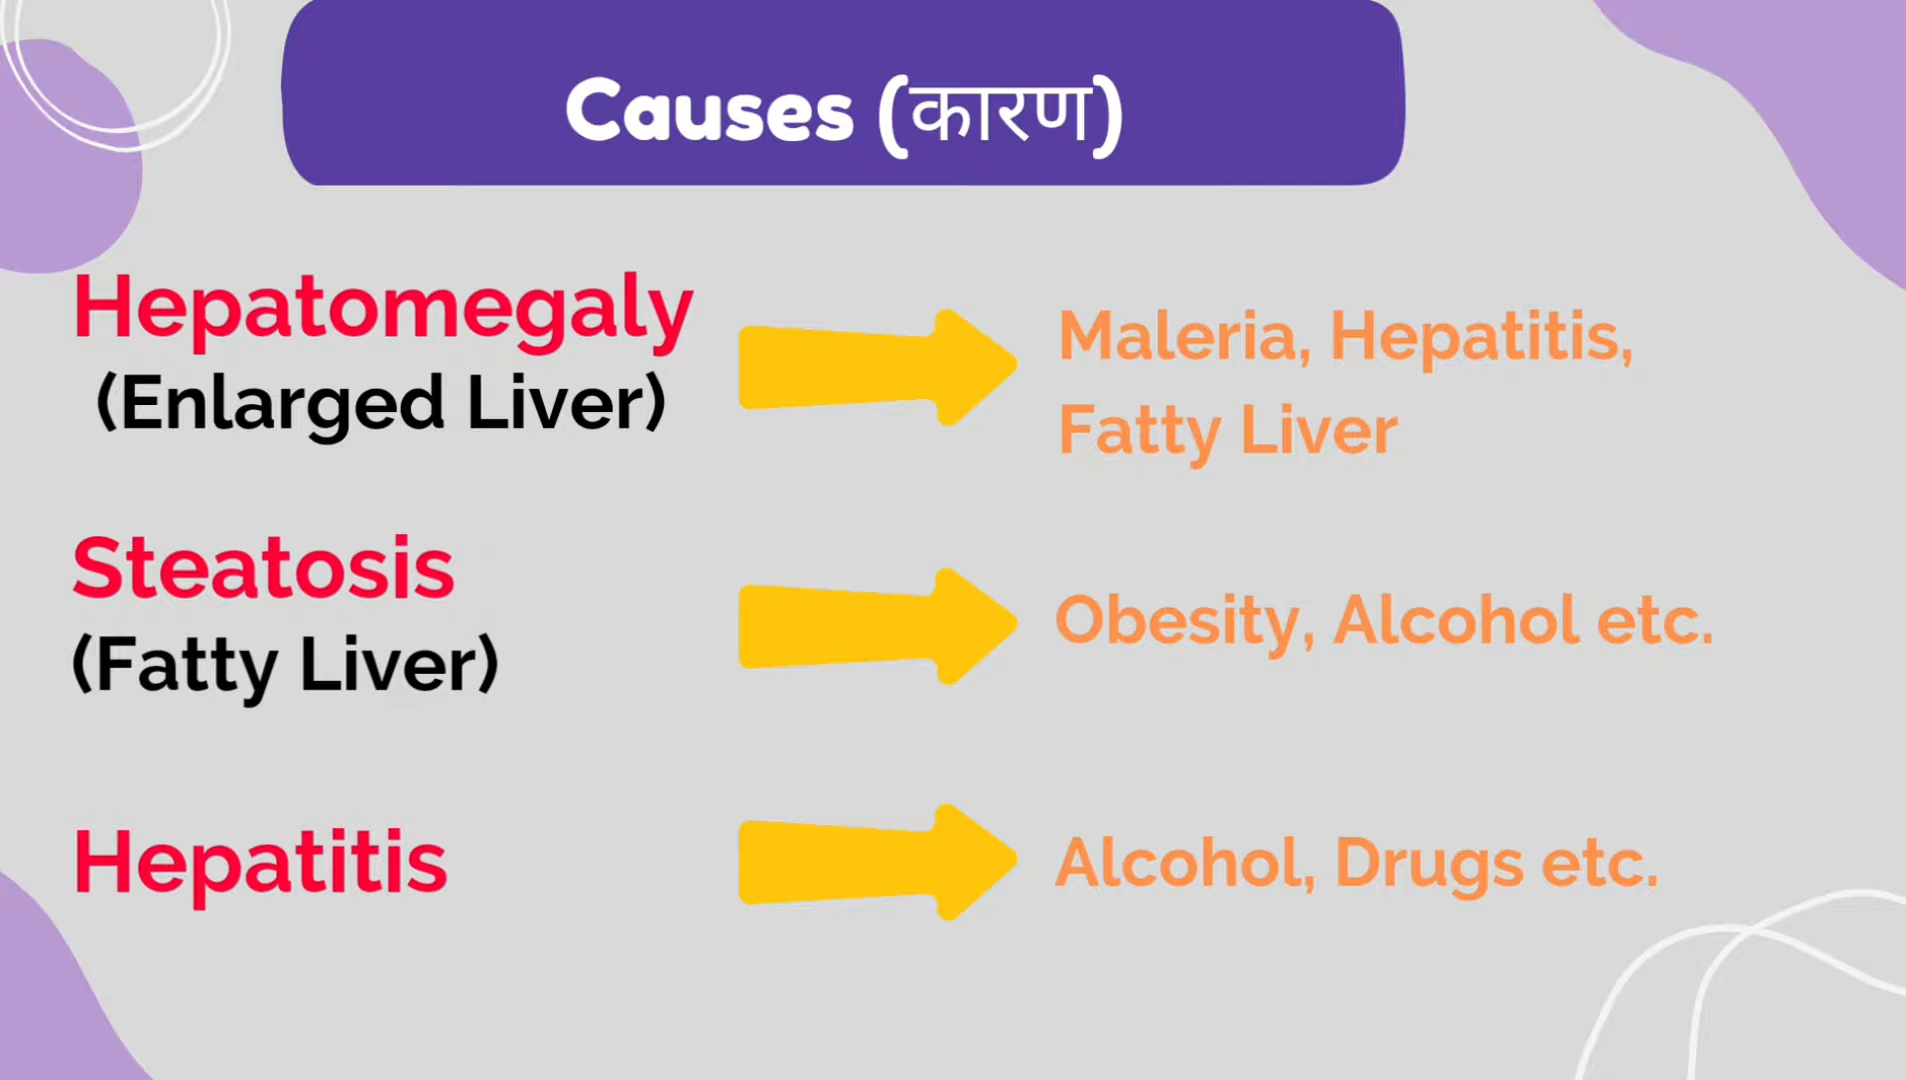 Causes (कारण)
Hepatomegaly
(Enlarged Liver)
Maleria, Hepatitis,
Fatty Liver
Steatosis
(Fatty Liver)
Obesity, Alcohol etc.
Hepatitis
Alcohol, Drugs etc.